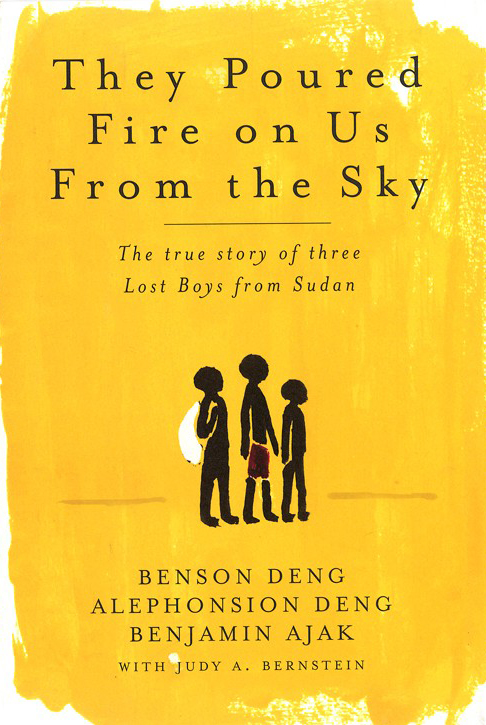 They Poured
Fire on Us
From the Sky
The true story of three
Lost Boys from Sudan
BENSON DENG
ALEPHONSION DENG
BENJAMIN AJAK
WITH JUDY A. BERNSTEIN